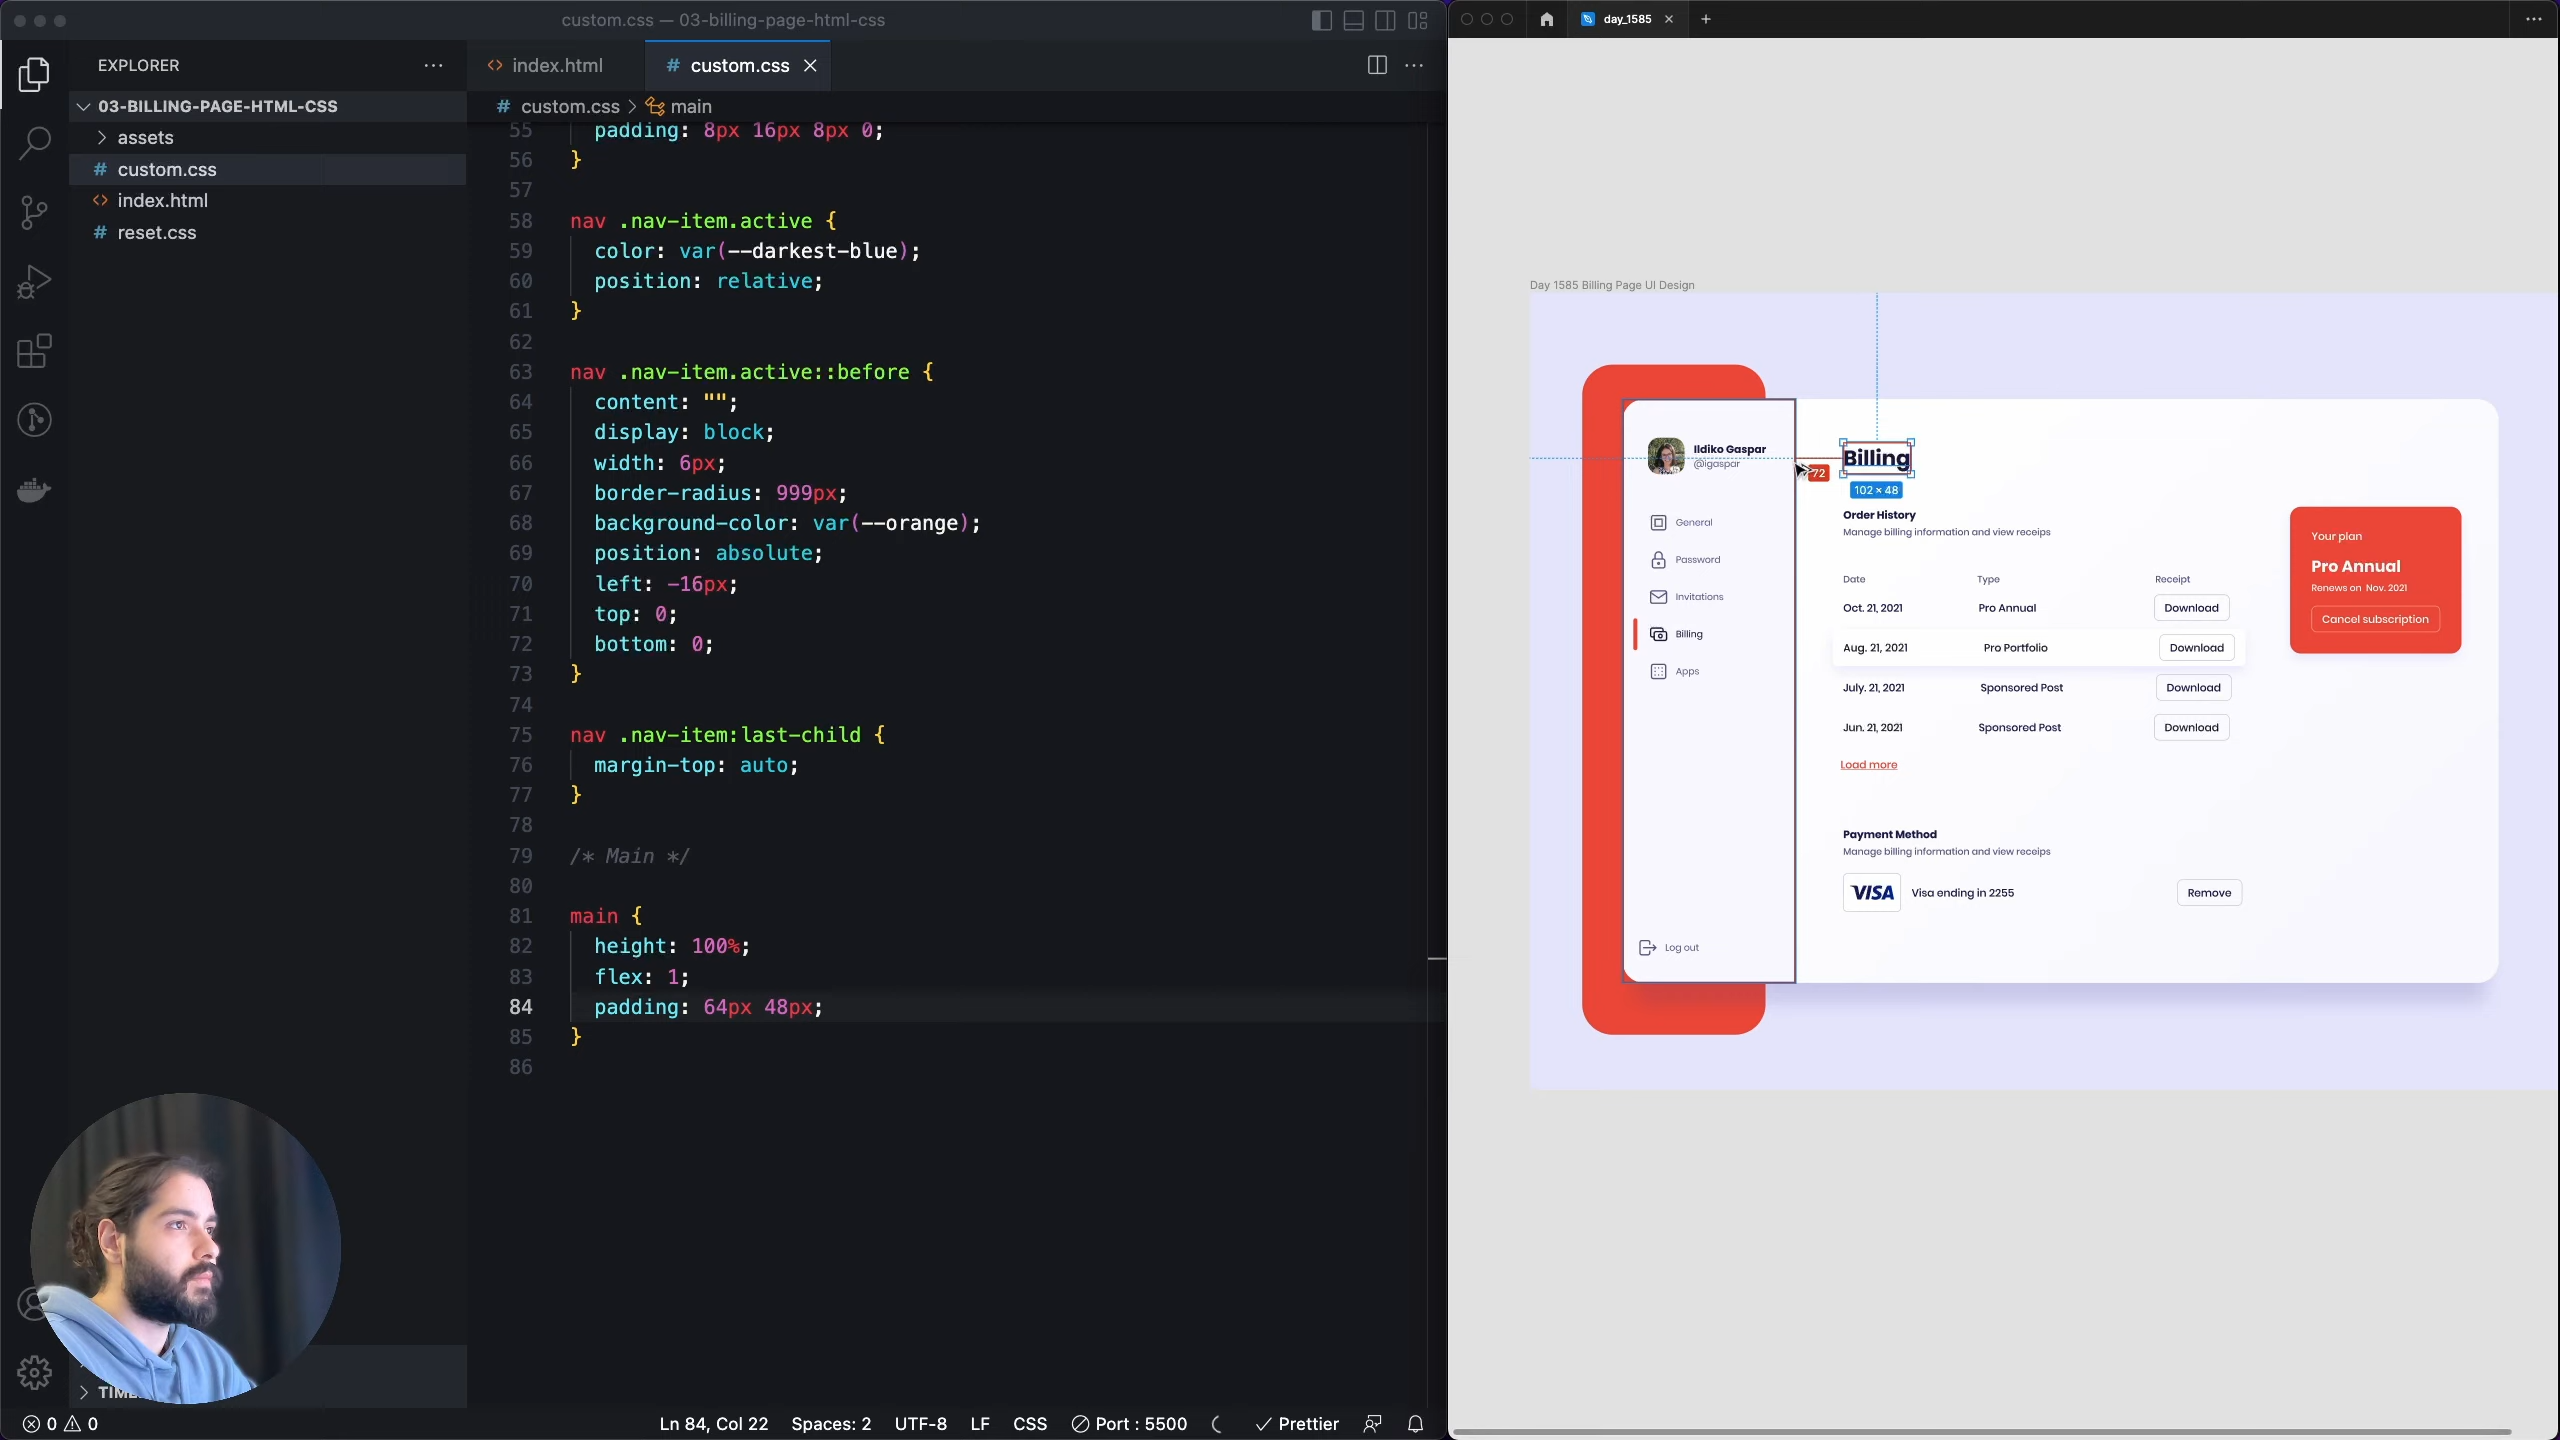 custom.css — 03-billing-page-html-css
EXPLORER
03-BILLING-PAGE-HTML-CSS
assets
custom.css
index.html
reset.css
index.html
custom.css
custom.css > main
55 padding: 8px 16px 8px 0;
56 }
57
58 nav .nav-item.active {
59 color: var(--darkest-blue);
60 position: relative;
61 }
62
63 nav .nav-item.active::before {
64 content: "";
65 display: block;
66 width: 6px;
67 border-radius: 999px;
68 background-color: var(--orange);
69 position: absolute;
70 left: -16px;
71 top: 0;
72 bottom: 0;
73 }
74
75 nav .nav-item:last-child {
76 margin-top: auto;
77 }
78
79 /* Main */
80
81 main {
82 height: 100%;
83 flex: 1;
84 padding: 64px 48px;
85 }
86
0 0
Ln 84, Col 22 Spaces: 2 UTF-8 LF CSS Port : 5500 Prettier
day_1585
Day 1585 Billing Page UI Design
Ildiko Gaspar
@igaspar
General
Password
Invitations
Billing
Apps
Log out
72
Billing
102 × 48
Order History
Manage billing information and view receips
Date Type Receipt
Oct. 21, 2021 Pro Annual Download
Aug. 21, 2021 Pro Portfolio Download
July. 21, 2021 Sponsored Post Download
Jun. 21, 2021 Sponsored Post Download
Load more
Payment Method
Manage billing information and view receips
VISA Visa ending in 2255 Remove
Your plan
Pro Annual
Renews on Nov. 2021
Cancel subscription